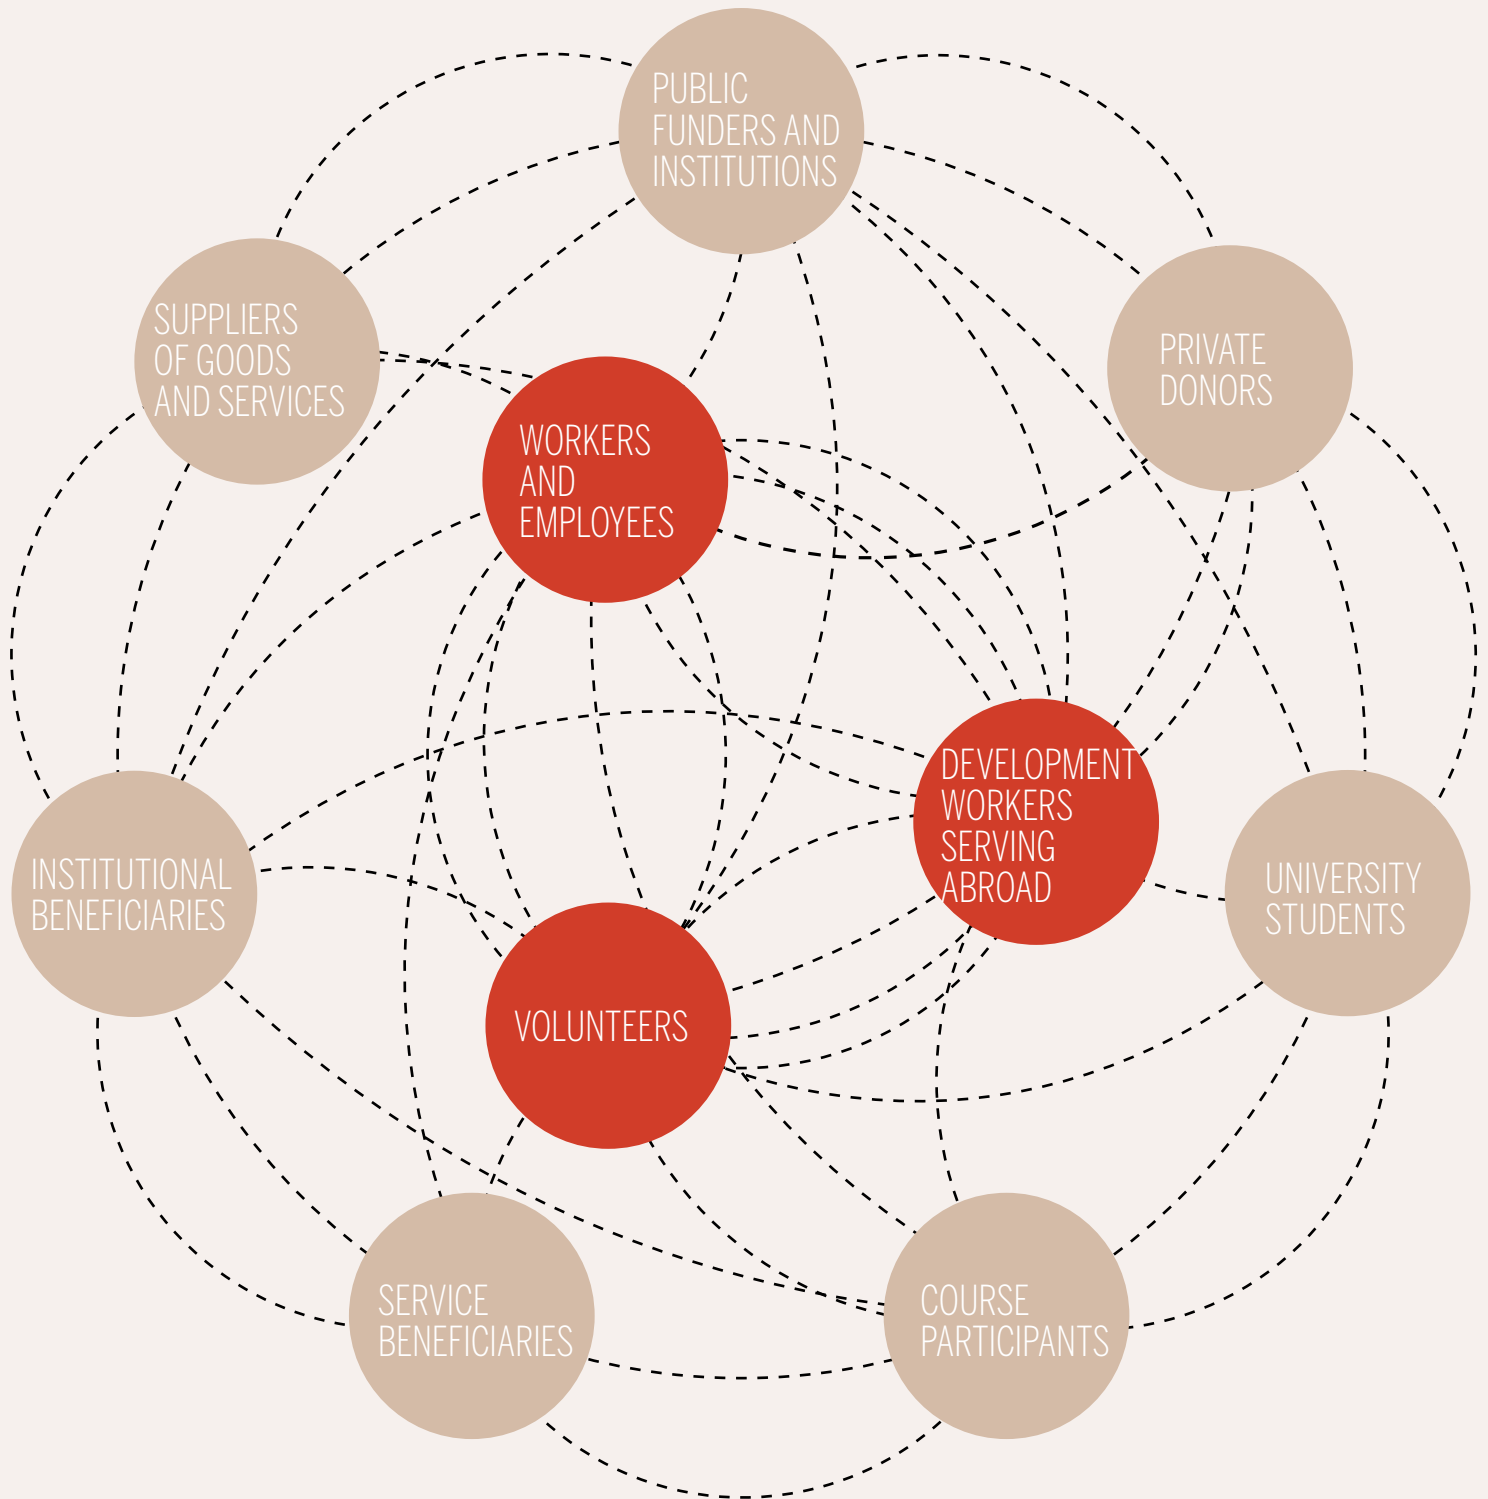 PUBLIC
FUNDERS AND
INSTITUTIONS
SUPPLIERS
OF GOODS
AND SERVICES
PRIVATE
DONORS
WORKERS
AND
EMPLOYEES
DEVELOPMENT
WORKERS
SERVING
ABROAD
INSTITUTIONAL
BENEFICIARIES
UNIVERSITY
STUDENTS
VOLUNTEERS
SERVICE
BENEFICIARIES
COURSE
PARTICIPANTS